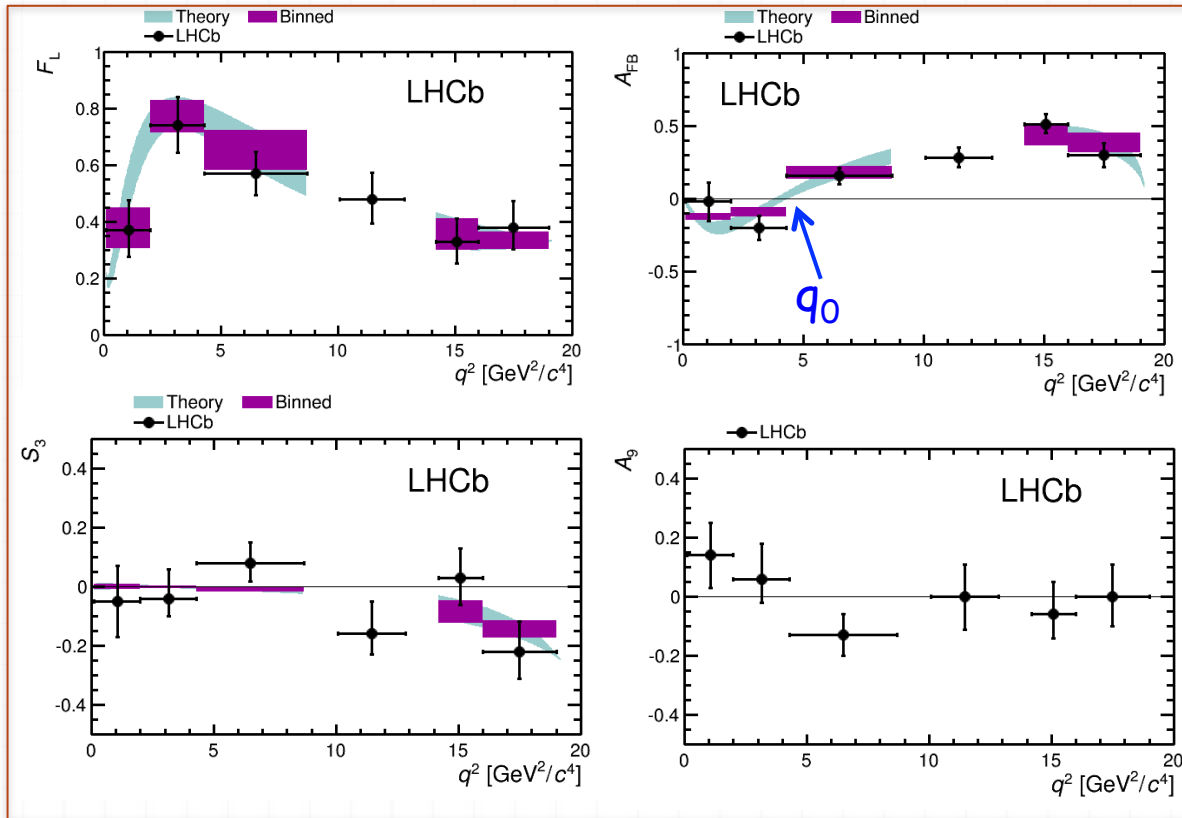 Theory Binned
LHCb
F_L
LHCb
1
0.8
0.6
0.4
0.2
0
0 5 10 15 20
q² [GeV²/c⁴]
Theory Binned
LHCb
A_FB
LHCb
1
0.5
0
-0.5
-1
q₀
0 5 10 15 20
q² [GeV²/c⁴]
Theory Binned
LHCb
S₃
LHCb
0.4
0.2
0
-0.2
-0.4
0 5 10 15 20
q² [GeV²/c⁴]
LHCb
A₉
LHCb
0.4
0.2
0
-0.2
-0.4
0 5 10 15 20
q² [GeV²/c⁴]